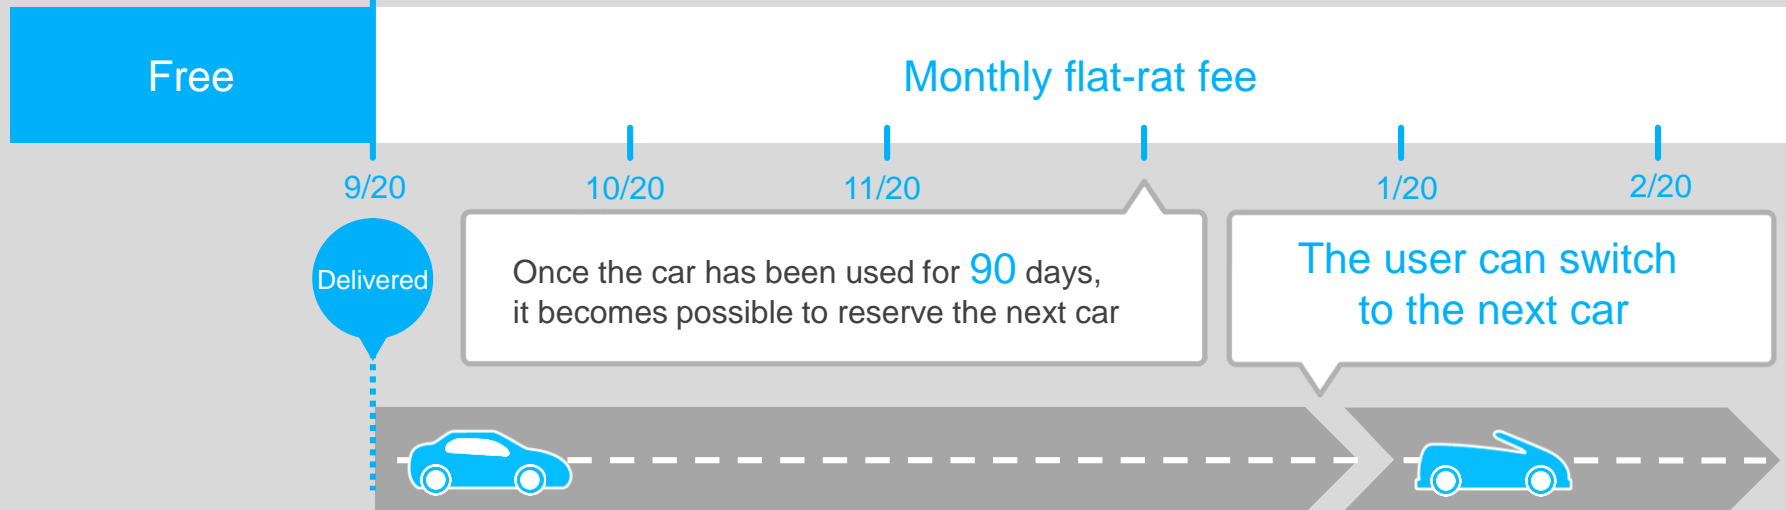 Free
Monthly flat-rat fee
9/20
10/20
11/20
1/20
2/20
Delivered
Once the car has been used for 90 days,
it becomes possible to reserve the next car
The user can switch
to the next car